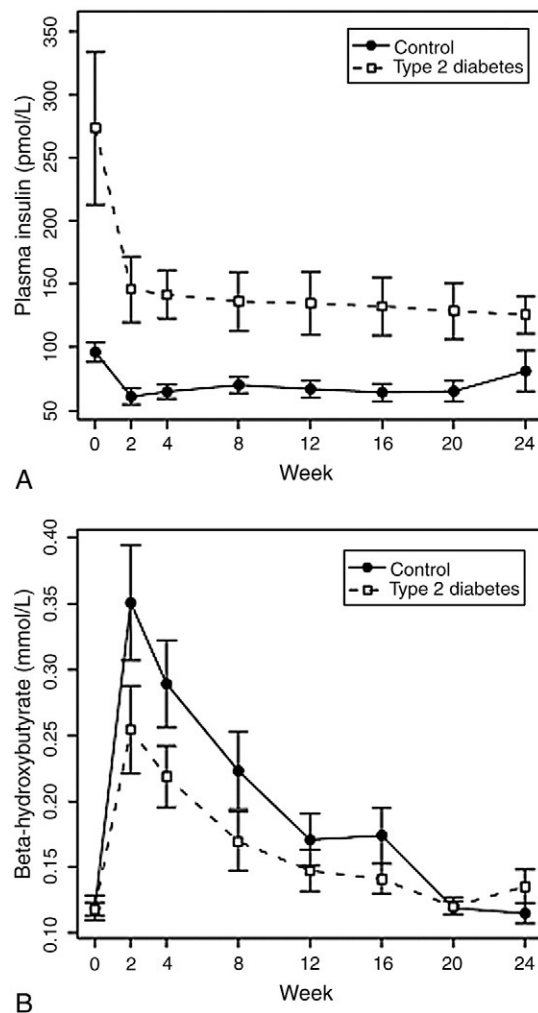 350
300
250
200
150
100
50
Plasma insulin (pmol/L)
Control
Type 2 diabetes
0 2 4 8 12 16 20 24
Week
A
0.40
0.35
0.30
0.25
0.20
0.15
0.10
Beta-hydroxybutyrate (mmol/L)
Control
Type 2 diabetes
0 2 4 8 12 16 20 24
Week
B